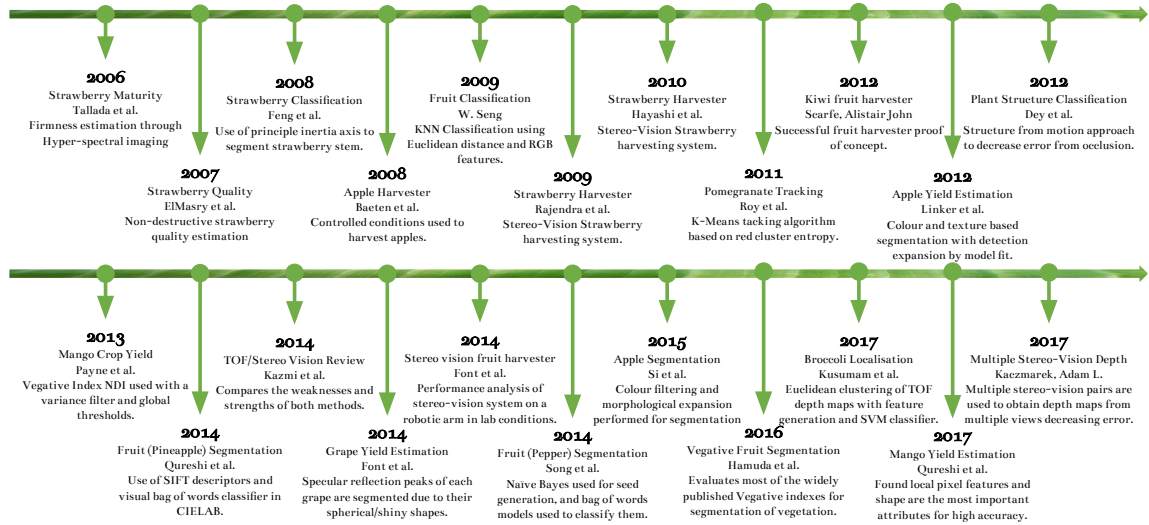 2006
Strawberry Maturity
Tallada et al.
Firmness estimation through
Hyper-spectral imaging
2007
Strawberry Quality
ElMasry et al.
Non-destructive strawberry
quality estimation
2008
Strawberry Classification
Feng et al.
Use of principle inertia axis to
segment strawberry stem.
2008
Apple Harvester
Baeten et al.
Controlled conditions used to
harvest apples.
2009
Fruit Classification
W. Seng
KNN Classification using
Euclidean distance and RGB
features.
2009
Strawberry Harvester
Rajendra et al.
Stereo-Vision Strawberry
harvesting system.
2010
Strawberry Harvester
Hayashi et al.
Stereo-Vision Strawberry
harvesting system.
2011
Pomegranate Tracking
Roy et al.
K-Means tacking algorithm
based on red cluster entropy.
2012
Kiwi fruit harvester
Scarfe, Alistair John
Successful fruit harvester proof
of concept.
2012
Apple Yield Estimation
Linker et al.
Colour and texture based
segmentation with detection
expansion by model fit.
2012
Plant Structure Classification
Dey et al.
Structure from motion approach
to decrease error from occlusion.
2013
Mango Crop Yield
Payne et al.
Vegative Index NDI used with a
variance filter and global
thresholds.
2014
Fruit (Pineapple) Segmentation
Qureshi et al.
Use of SIFT descriptors and
visual bag of words classifier in
CIELAB.
2014
TOF/Stereo Vision Review
Kazmi et al.
Compares the weaknesses and
strengths of both methods.
2014
Grape Yield Estimation
Font et al.
Specular reflection peaks of each
grape are segmented due to their
spherical/shiny shapes.
2014
Stereo vision fruit harvester
Font et al.
Performance analysis of
stereo-vision system on a
robotic arm in lab conditions.
2014
Fruit (Pepper) Segmentation
Song et al.
Naïve Bayes used for seed
generation, and bag of words
models used to classify them.
2015
Apple Segmentation
Si et al.
Colour filtering and
morphological expansion
performed for segmentation
2016
Vegative Fruit Segmentation
Hamuda et al.
Evaluates most of the widely
published Vegative indexes for
segmentation of vegetation.
2017
Broccoli Localisation
Kusumam et al.
Euclidean clustering of TOF
depth maps with feature
generation and SVM classifier.
2017
Mango Yield Estimation
Qureshi et al.
Found local pixel features and
shape are the most important
attributes for high accuracy.
2017
Multiple Stereo-Vision Depth
Kaczmarek, Adam L.
Multiple stereo-vision pairs are
used to obtain depth maps from
multiple views decreasing error.